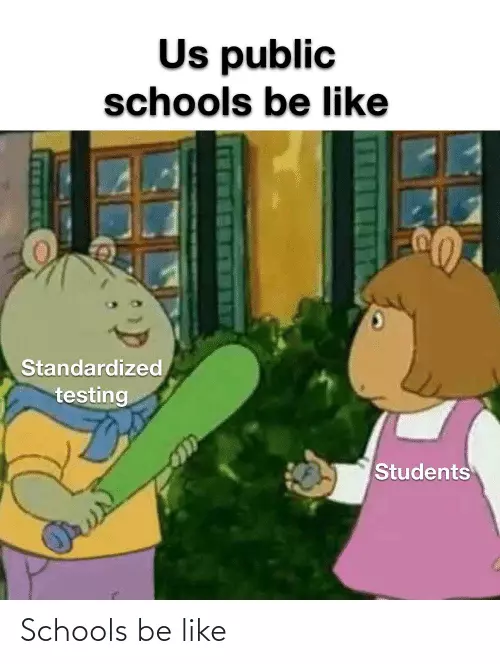 Us public
schools be like
Standardized
testing
Students
Schools be like